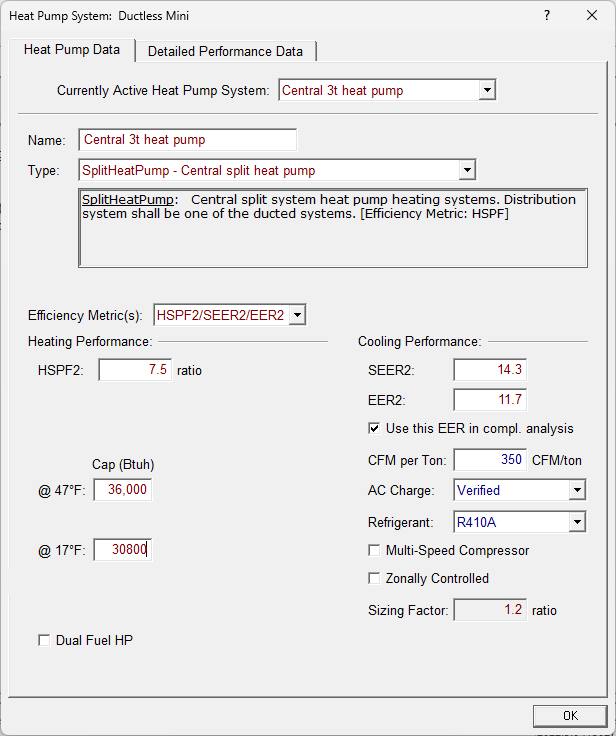 Heat Pump System: Ductless Mini
?
Heat Pump Data
Detailed Performance Data
Currently Active Heat Pump System: Central 3t heat pump
Name: Central 3t heat pump
Type: SplitHeatPump - Central split heat pump
SplitHeatPump: Central split system heat pump heating systems. Distribution
system shall be one of the ducted systems. [Efficiency Metric: HSPF]
Efficiency Metric(s): HSPF2/SEER2/EER2
Heating Performance:
HSPF2: 7.5 ratio
Cap (Btuh)
@ 47°F: 36,000
@ 17°F: 30800
Dual Fuel HP
Cooling Performance:
SEER2: 14.3
EER2: 11.7
Use this EER in compl. analysis
CFM per Ton: 350 CFM/ton
AC Charge: Verified
Refrigerant: R410A
Multi-Speed Compressor
Zonally Controlled
Sizing Factor: 1.2 ratio
OK